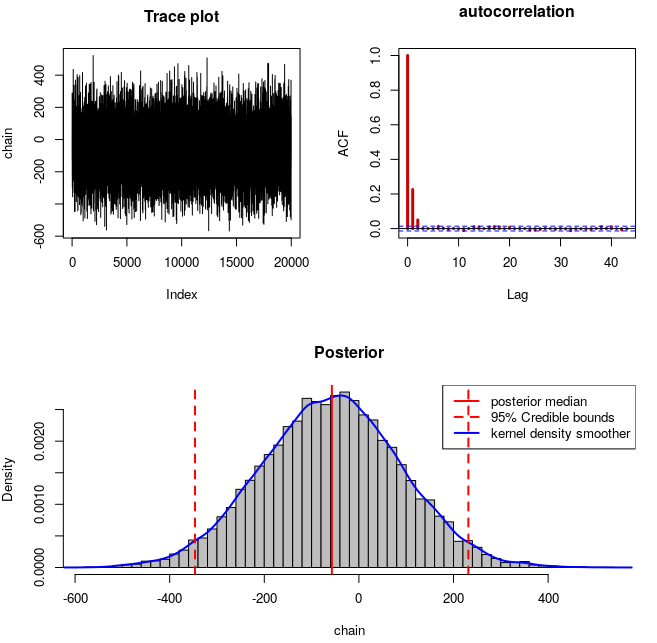 Trace plot
chain
400
200
0
-200
-600
0
5000
10000
15000
20000
Index
autocorrelation
ACF
1.0
0.8
0.6
0.4
0.2
0.0
0
10
20
30
40
Lag
Posterior
Density
0.0020
0.0010
0.0000
posterior median
95% Credible bounds
kernel density smoother
-600
-400
-200
0
200
400
chain